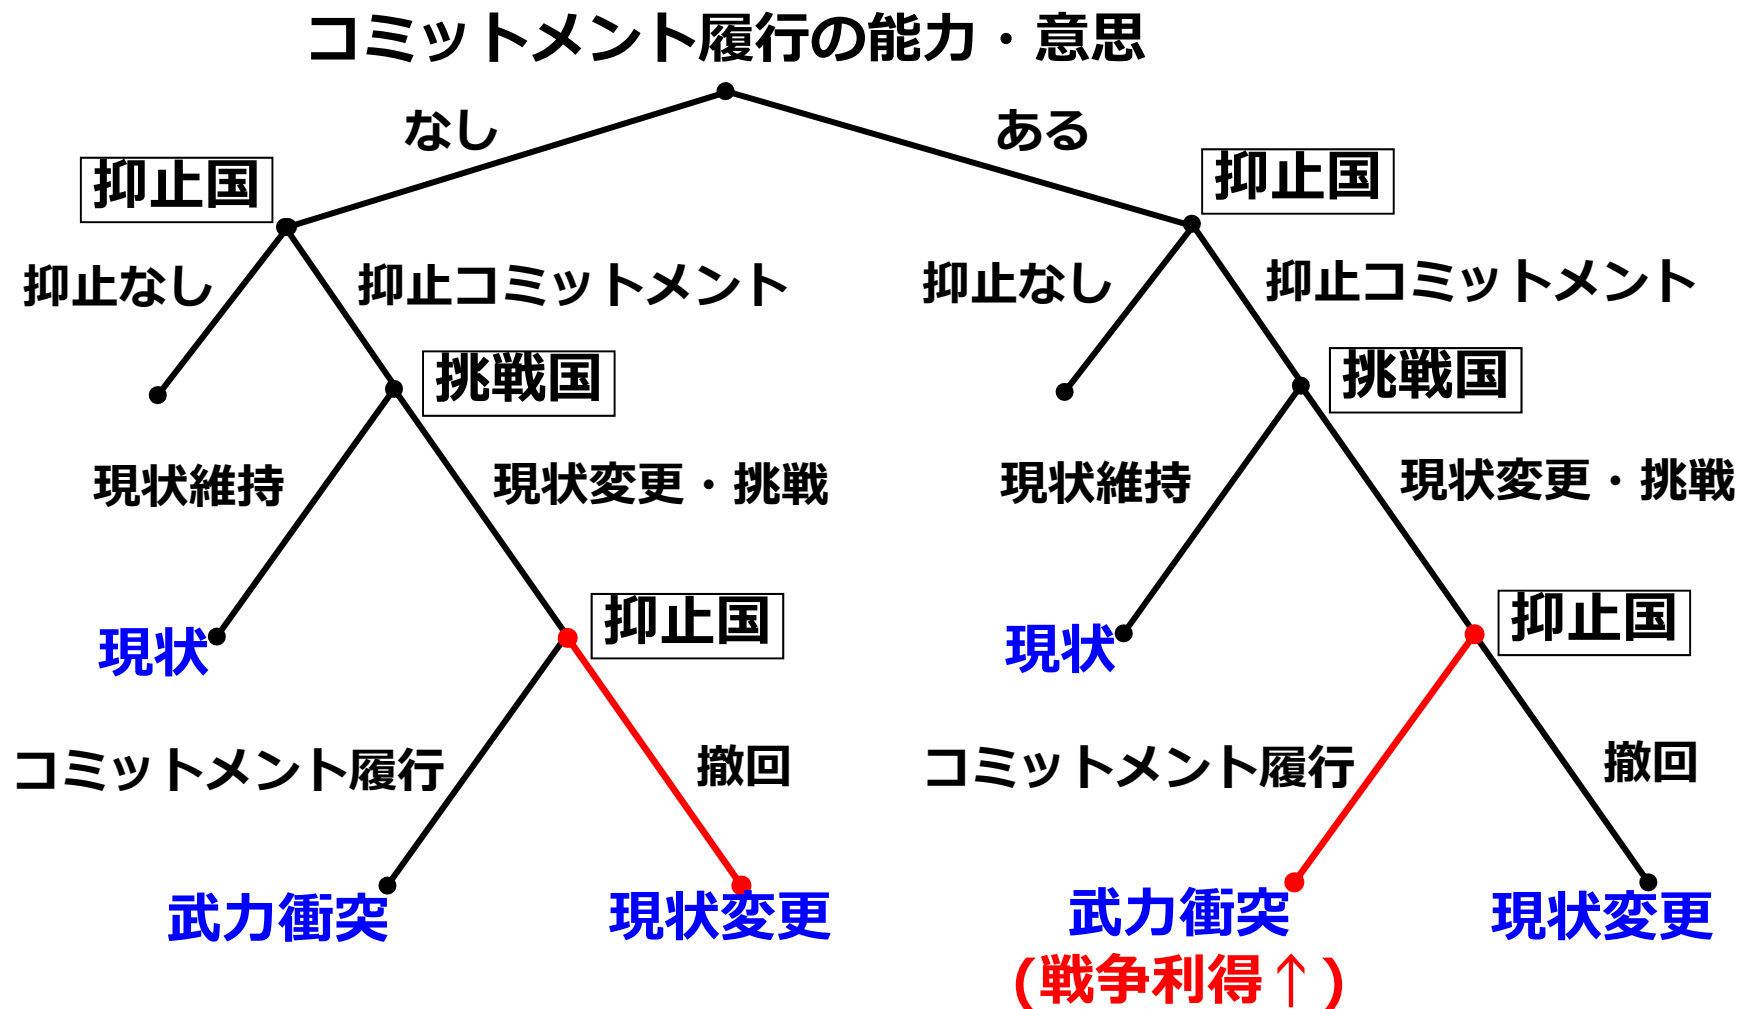 コミットメント履行の能力・意思
なし
ある
抑止国
抑止国
抑止なし
抑止コミットメント
抑止なし
抑止コミットメント
挑戦国
挑戦国
現状維持
現状変更・挑戦
現状維持
現状変更・挑戦
抑止国
抑止国
現状
現状
コミットメント履行
撤回
コミットメント履行
撤回
武力衝突
現状変更
武力衝突
現状変更
(戦争利得↑)